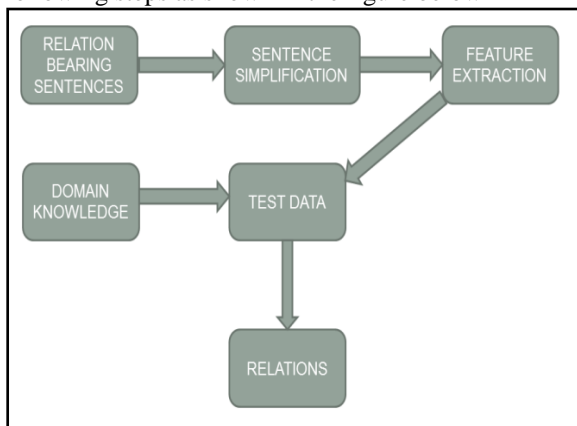 RELATION
BEARING
SENTENCES
SENTENCE
SIMPLIFICATION
FEATURE
EXTRACTION
DOMAIN
KNOWLEDGE
TEST DATA
RELATIONS